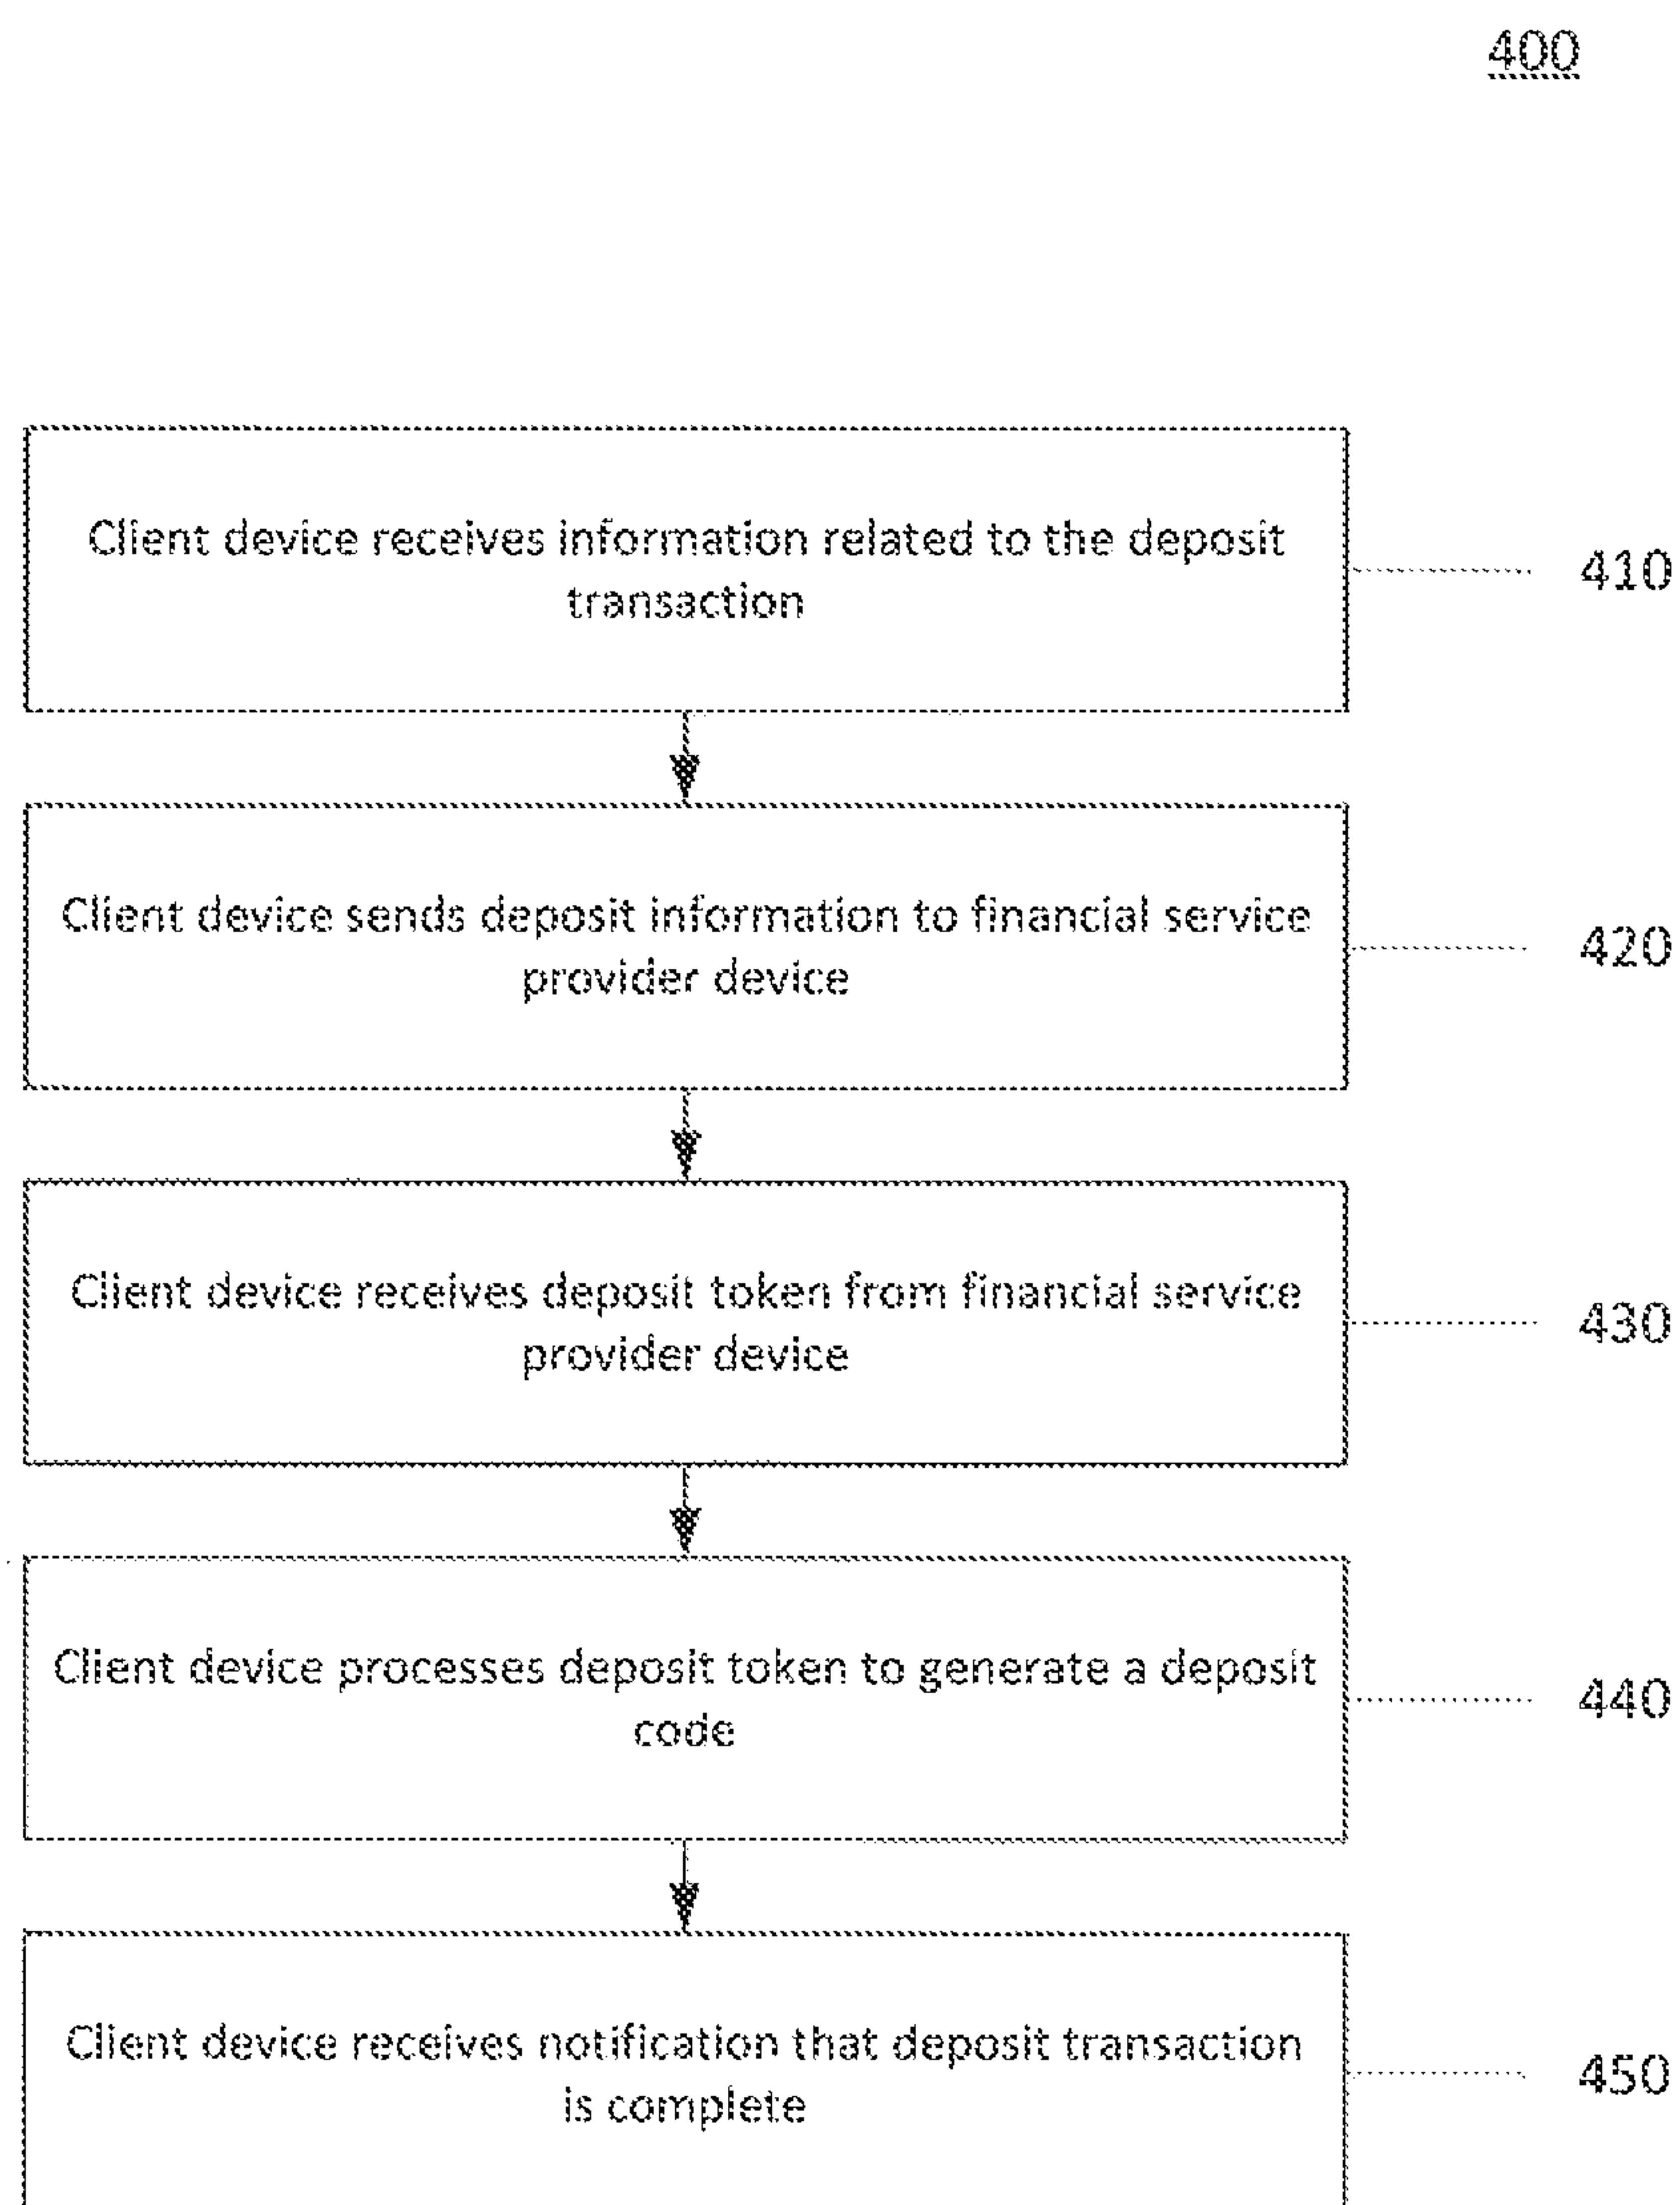 400
Client device receives information related to the deposit
transaction
410
Client device sends deposit information to financial service
provider device
420
Client device receives deposit token from financial service
provider device
430
Client device processes deposit token to generate a deposit
code
440
Client device receives notification that deposit transaction
is complete
450